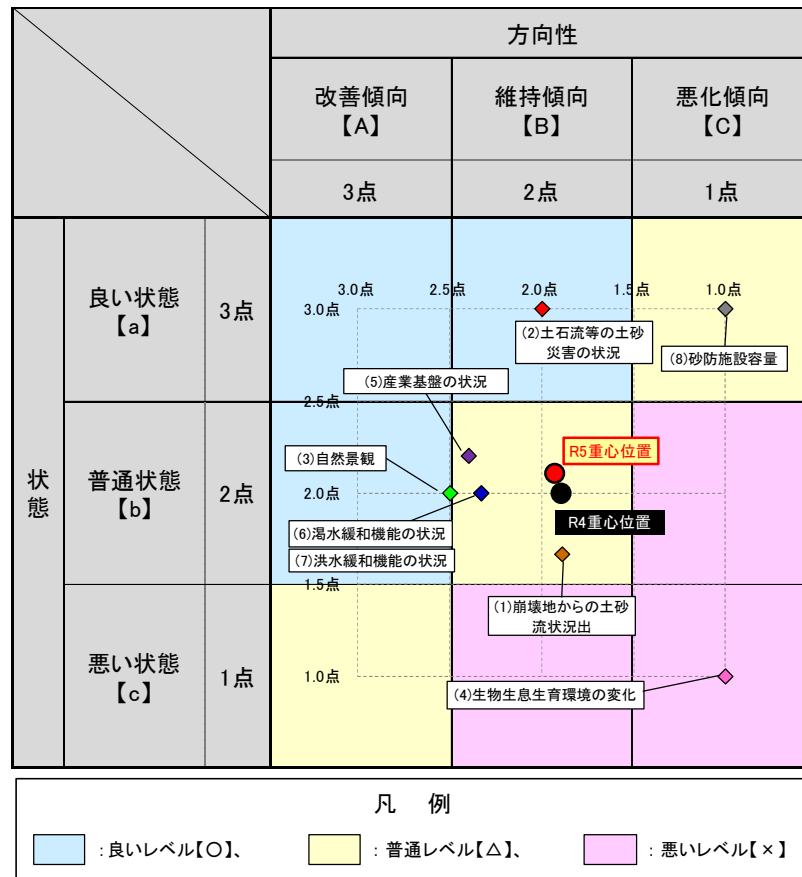 方向性
改善傾向
【A】
維持傾向
【B】
悪化傾向
【C】
3点
2点
1点
状態
良い状態
【a】
3点
普通状態
【b】
2点
悪い状態
【c】
1点
3.0点
2.5点
2.0点
1.5点
1.0点
3.0点
2.5点
2.0点
1.5点
1.0点
(2)土石流等の土砂
災害の状況
(8)砂防施設容量
(5)産業基盤の状況
(3)自然景観
R5重心位置
R4重心位置
(6)渇水緩和機能の状況
(7)洪水緩和機能の状況
(1)崩壊地からの土砂
流状況出
(4)生物生息生育環境の変化
凡 例
：良いレベル【○】、
：普通レベル【△】、
：悪いレベル【×】